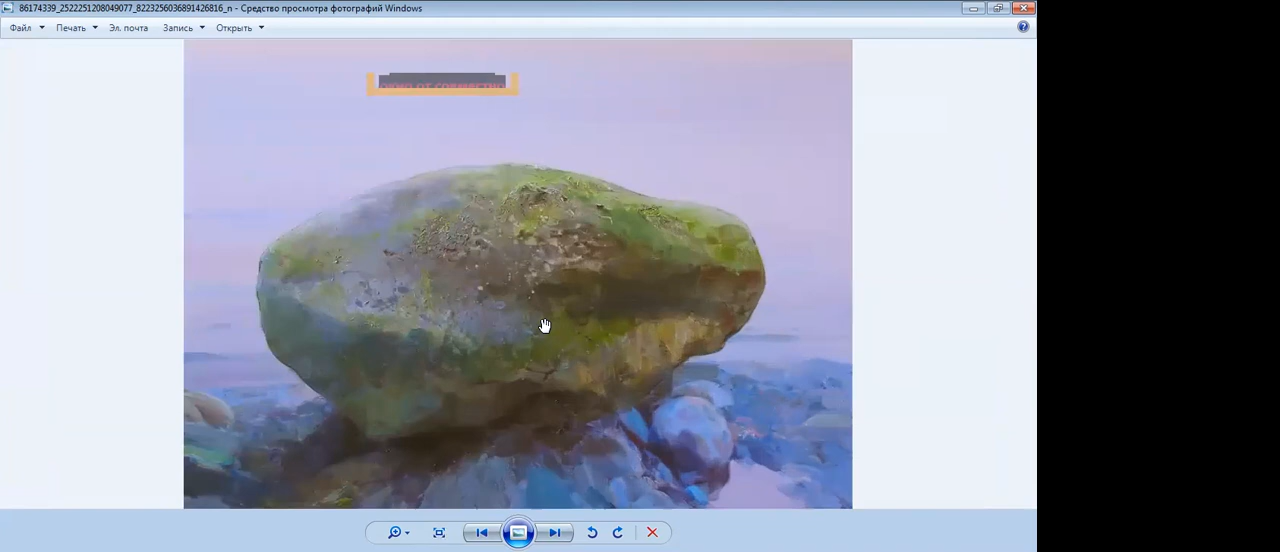 86174339_2522251208049077_8223256036891426816_n - Средство просмотра фотографий Windows
Файл Печать Эл. почта Запись Открыть